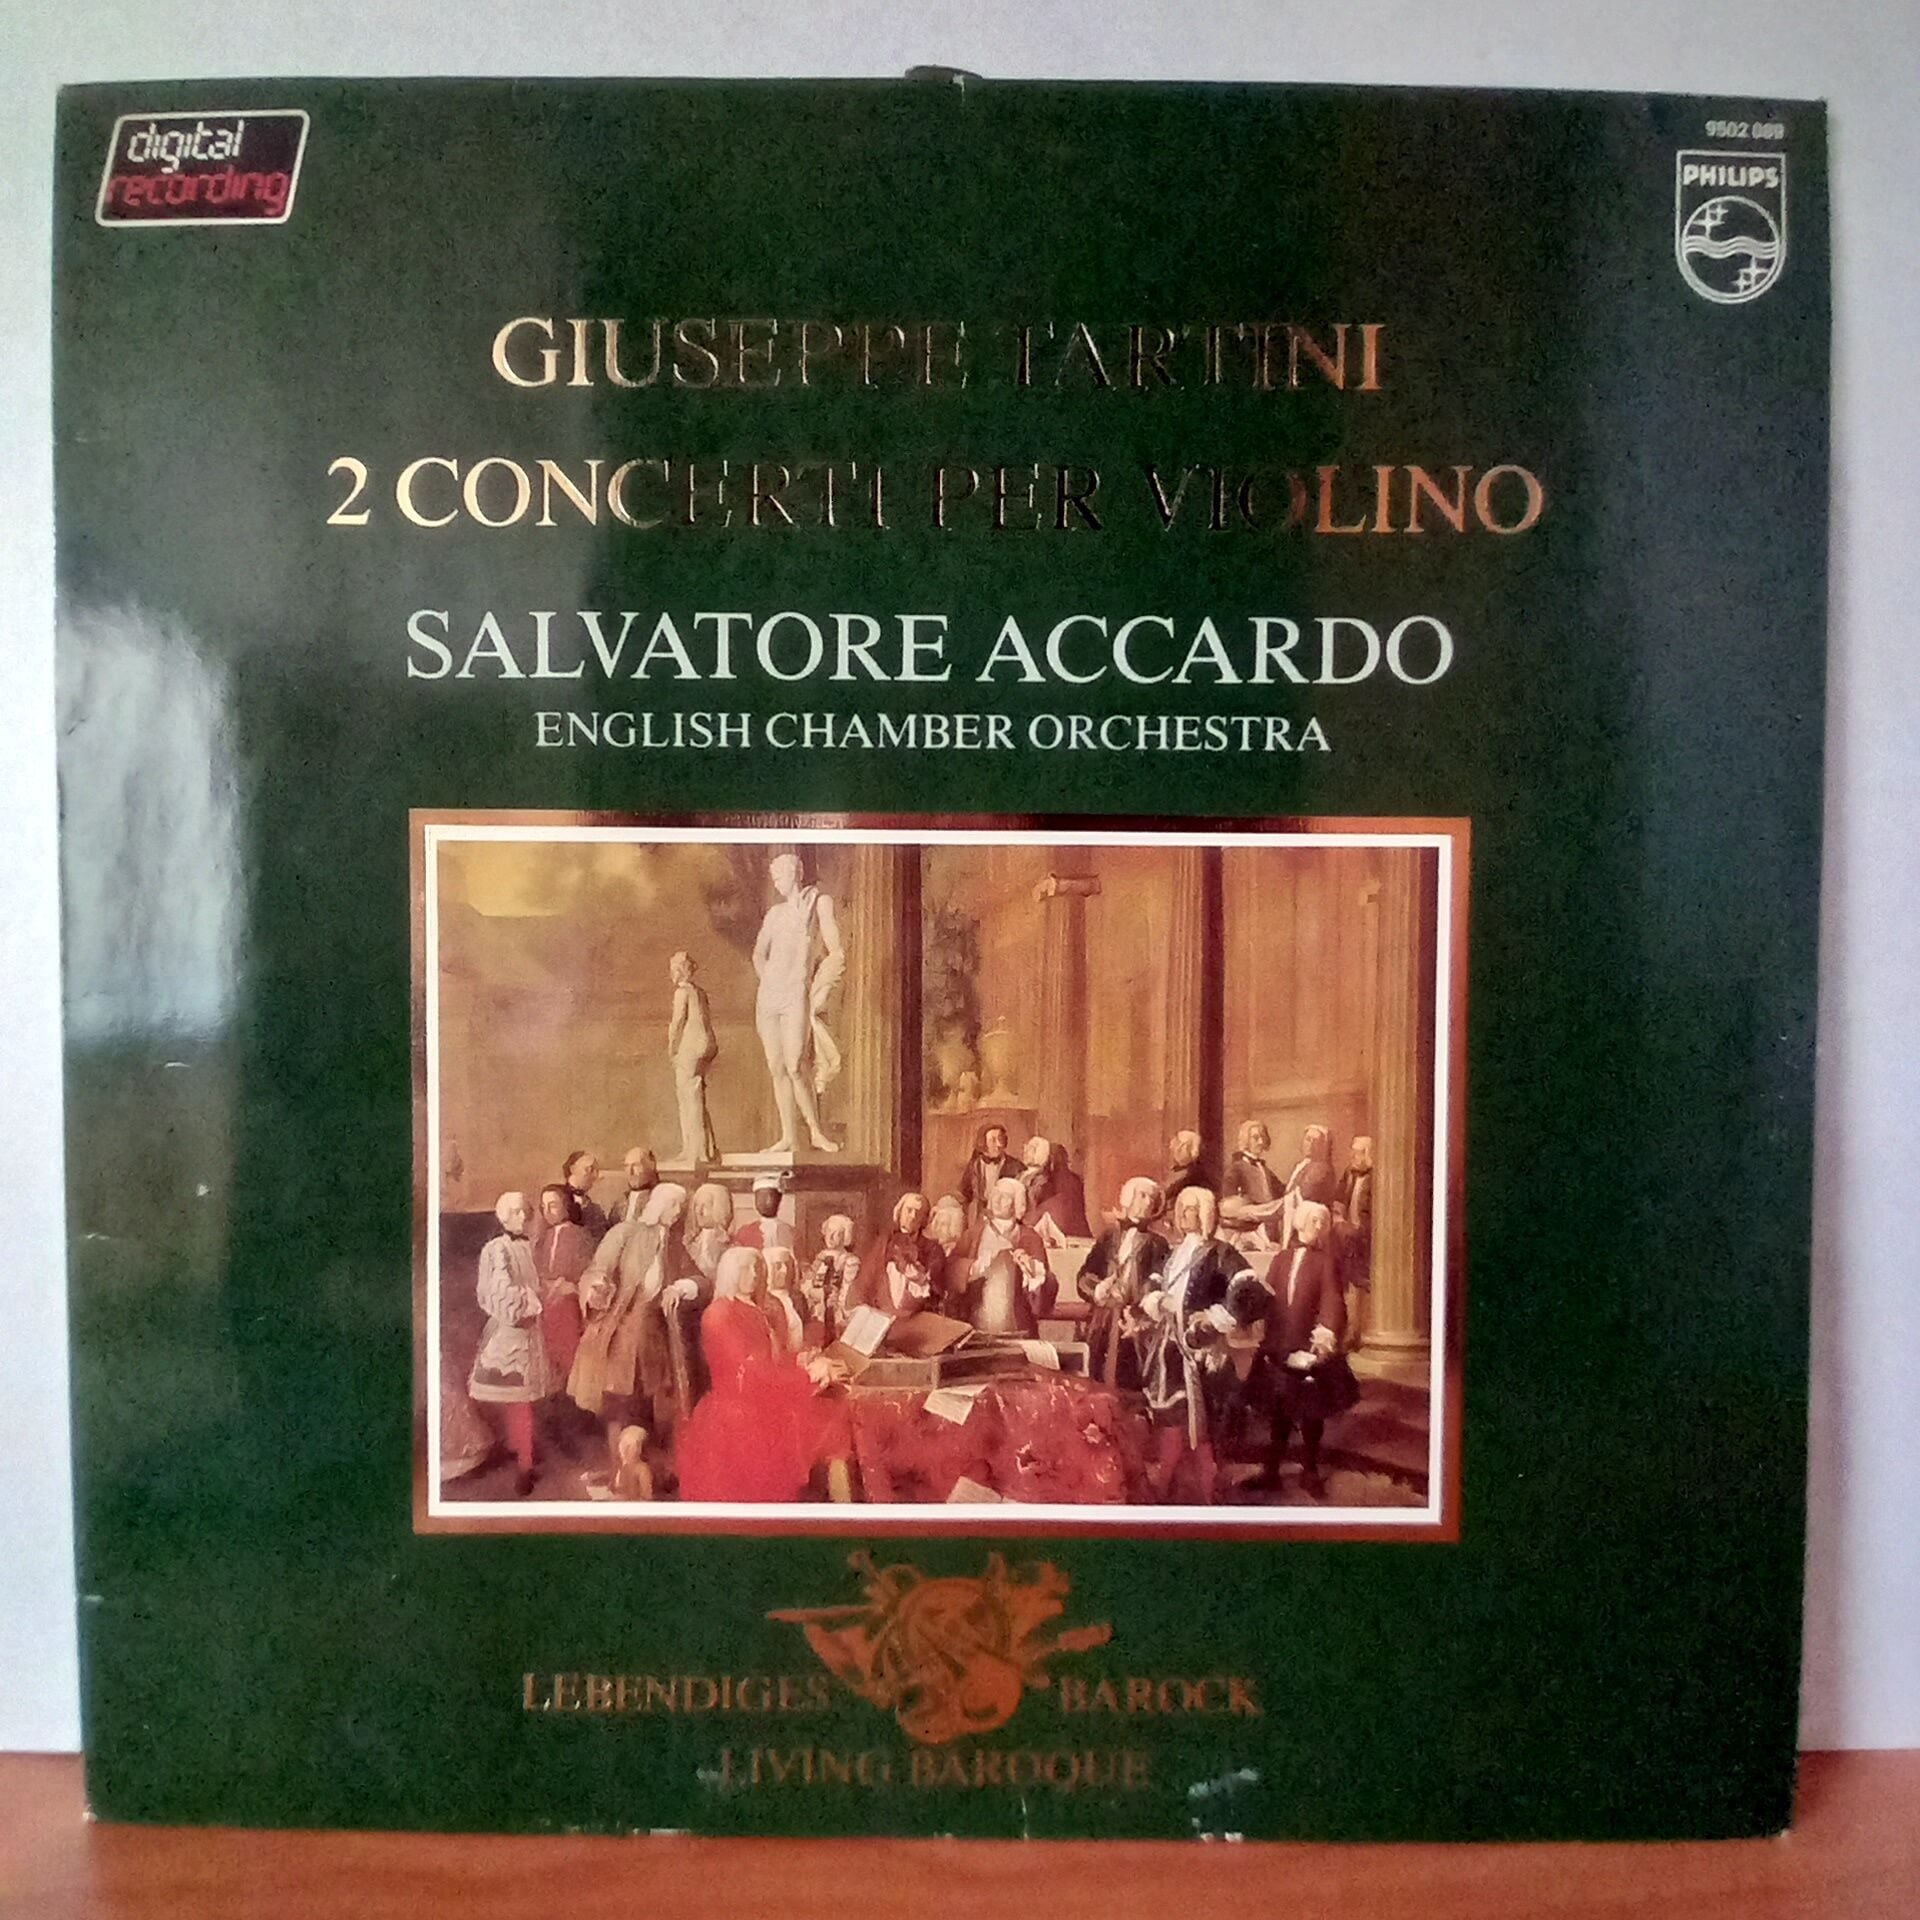 digital
recording
9502 089
PHILIPS
GIUSEPPE TARTINI
2 CONCERTI PER VIOLINO
SALVATORE ACCARDO
ENGLISH CHAMBER ORCHESTRA
LEBENDIGES BAROCK
LIVING BAROQUE